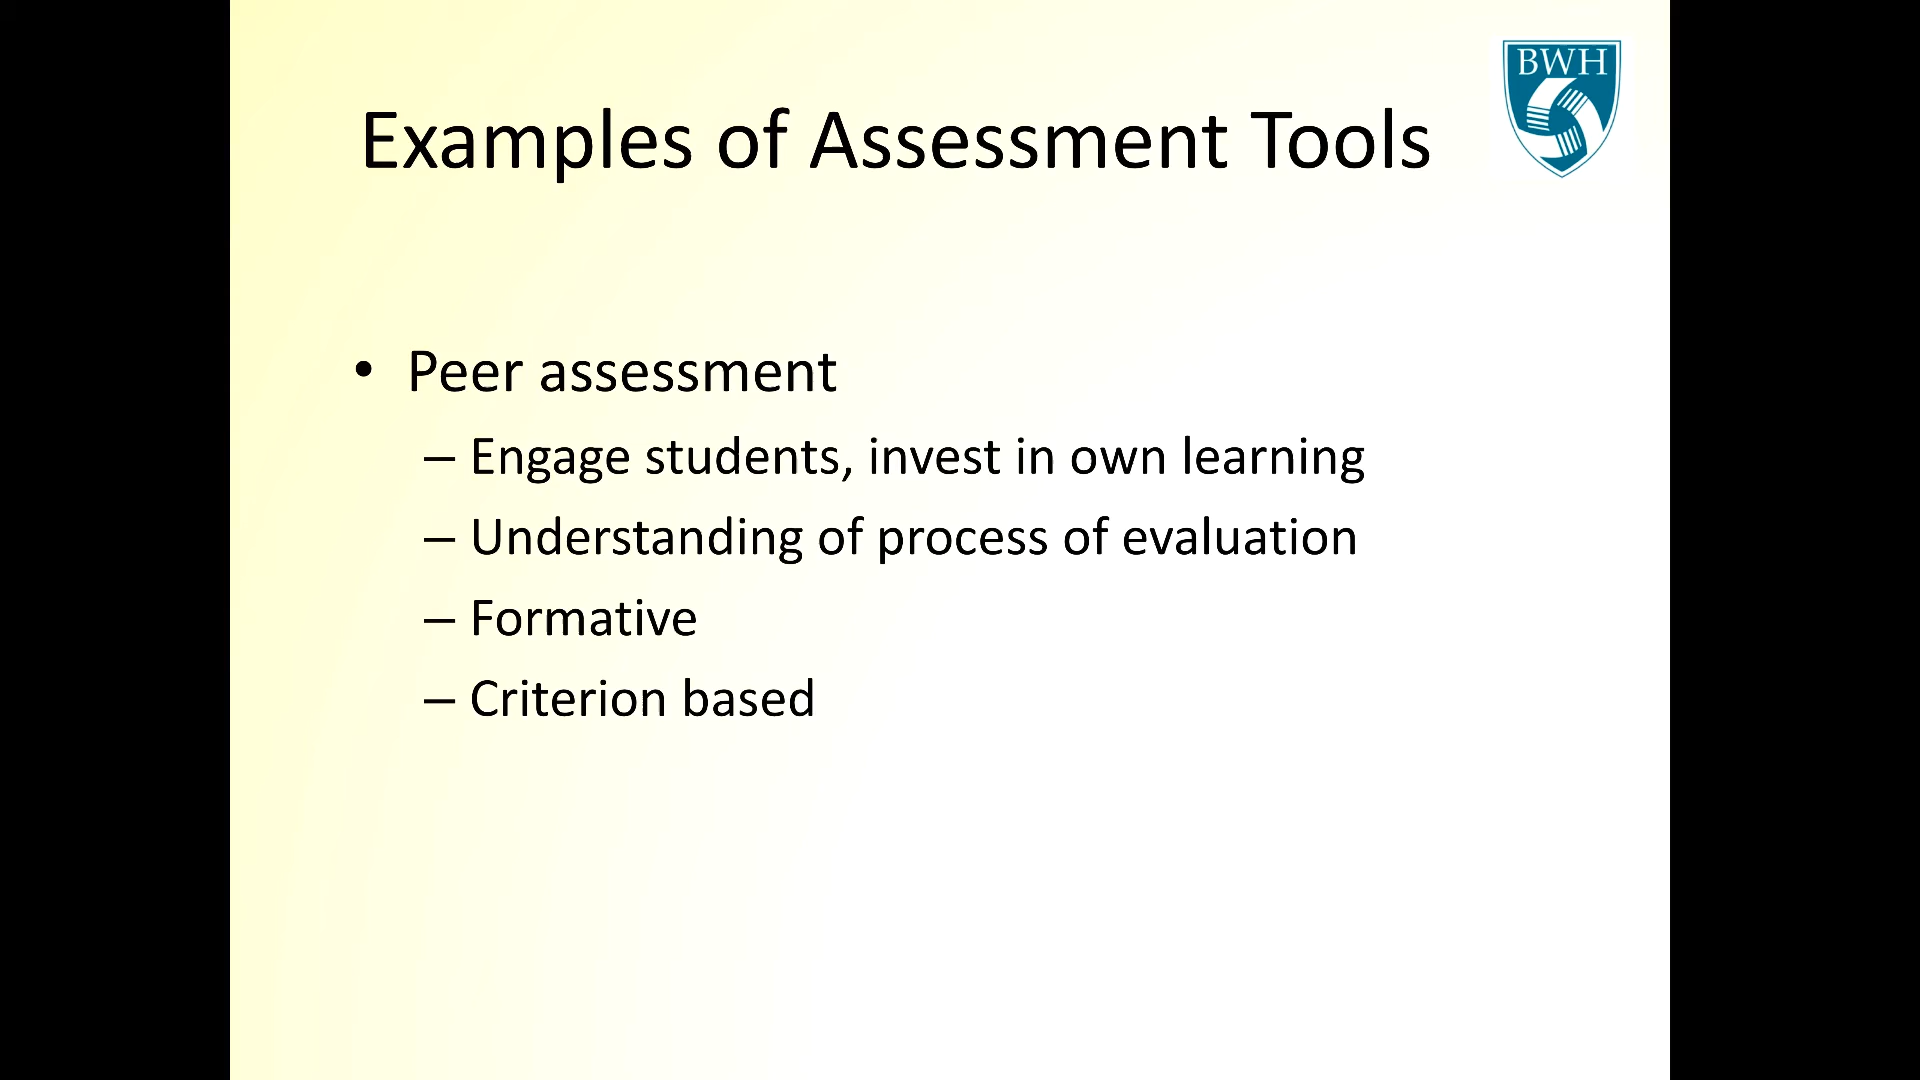 BWH
Examples of Assessment Tools
• Peer assessment
– Engage students, invest in own learning
– Understanding of process of evaluation
– Formative
– Criterion based